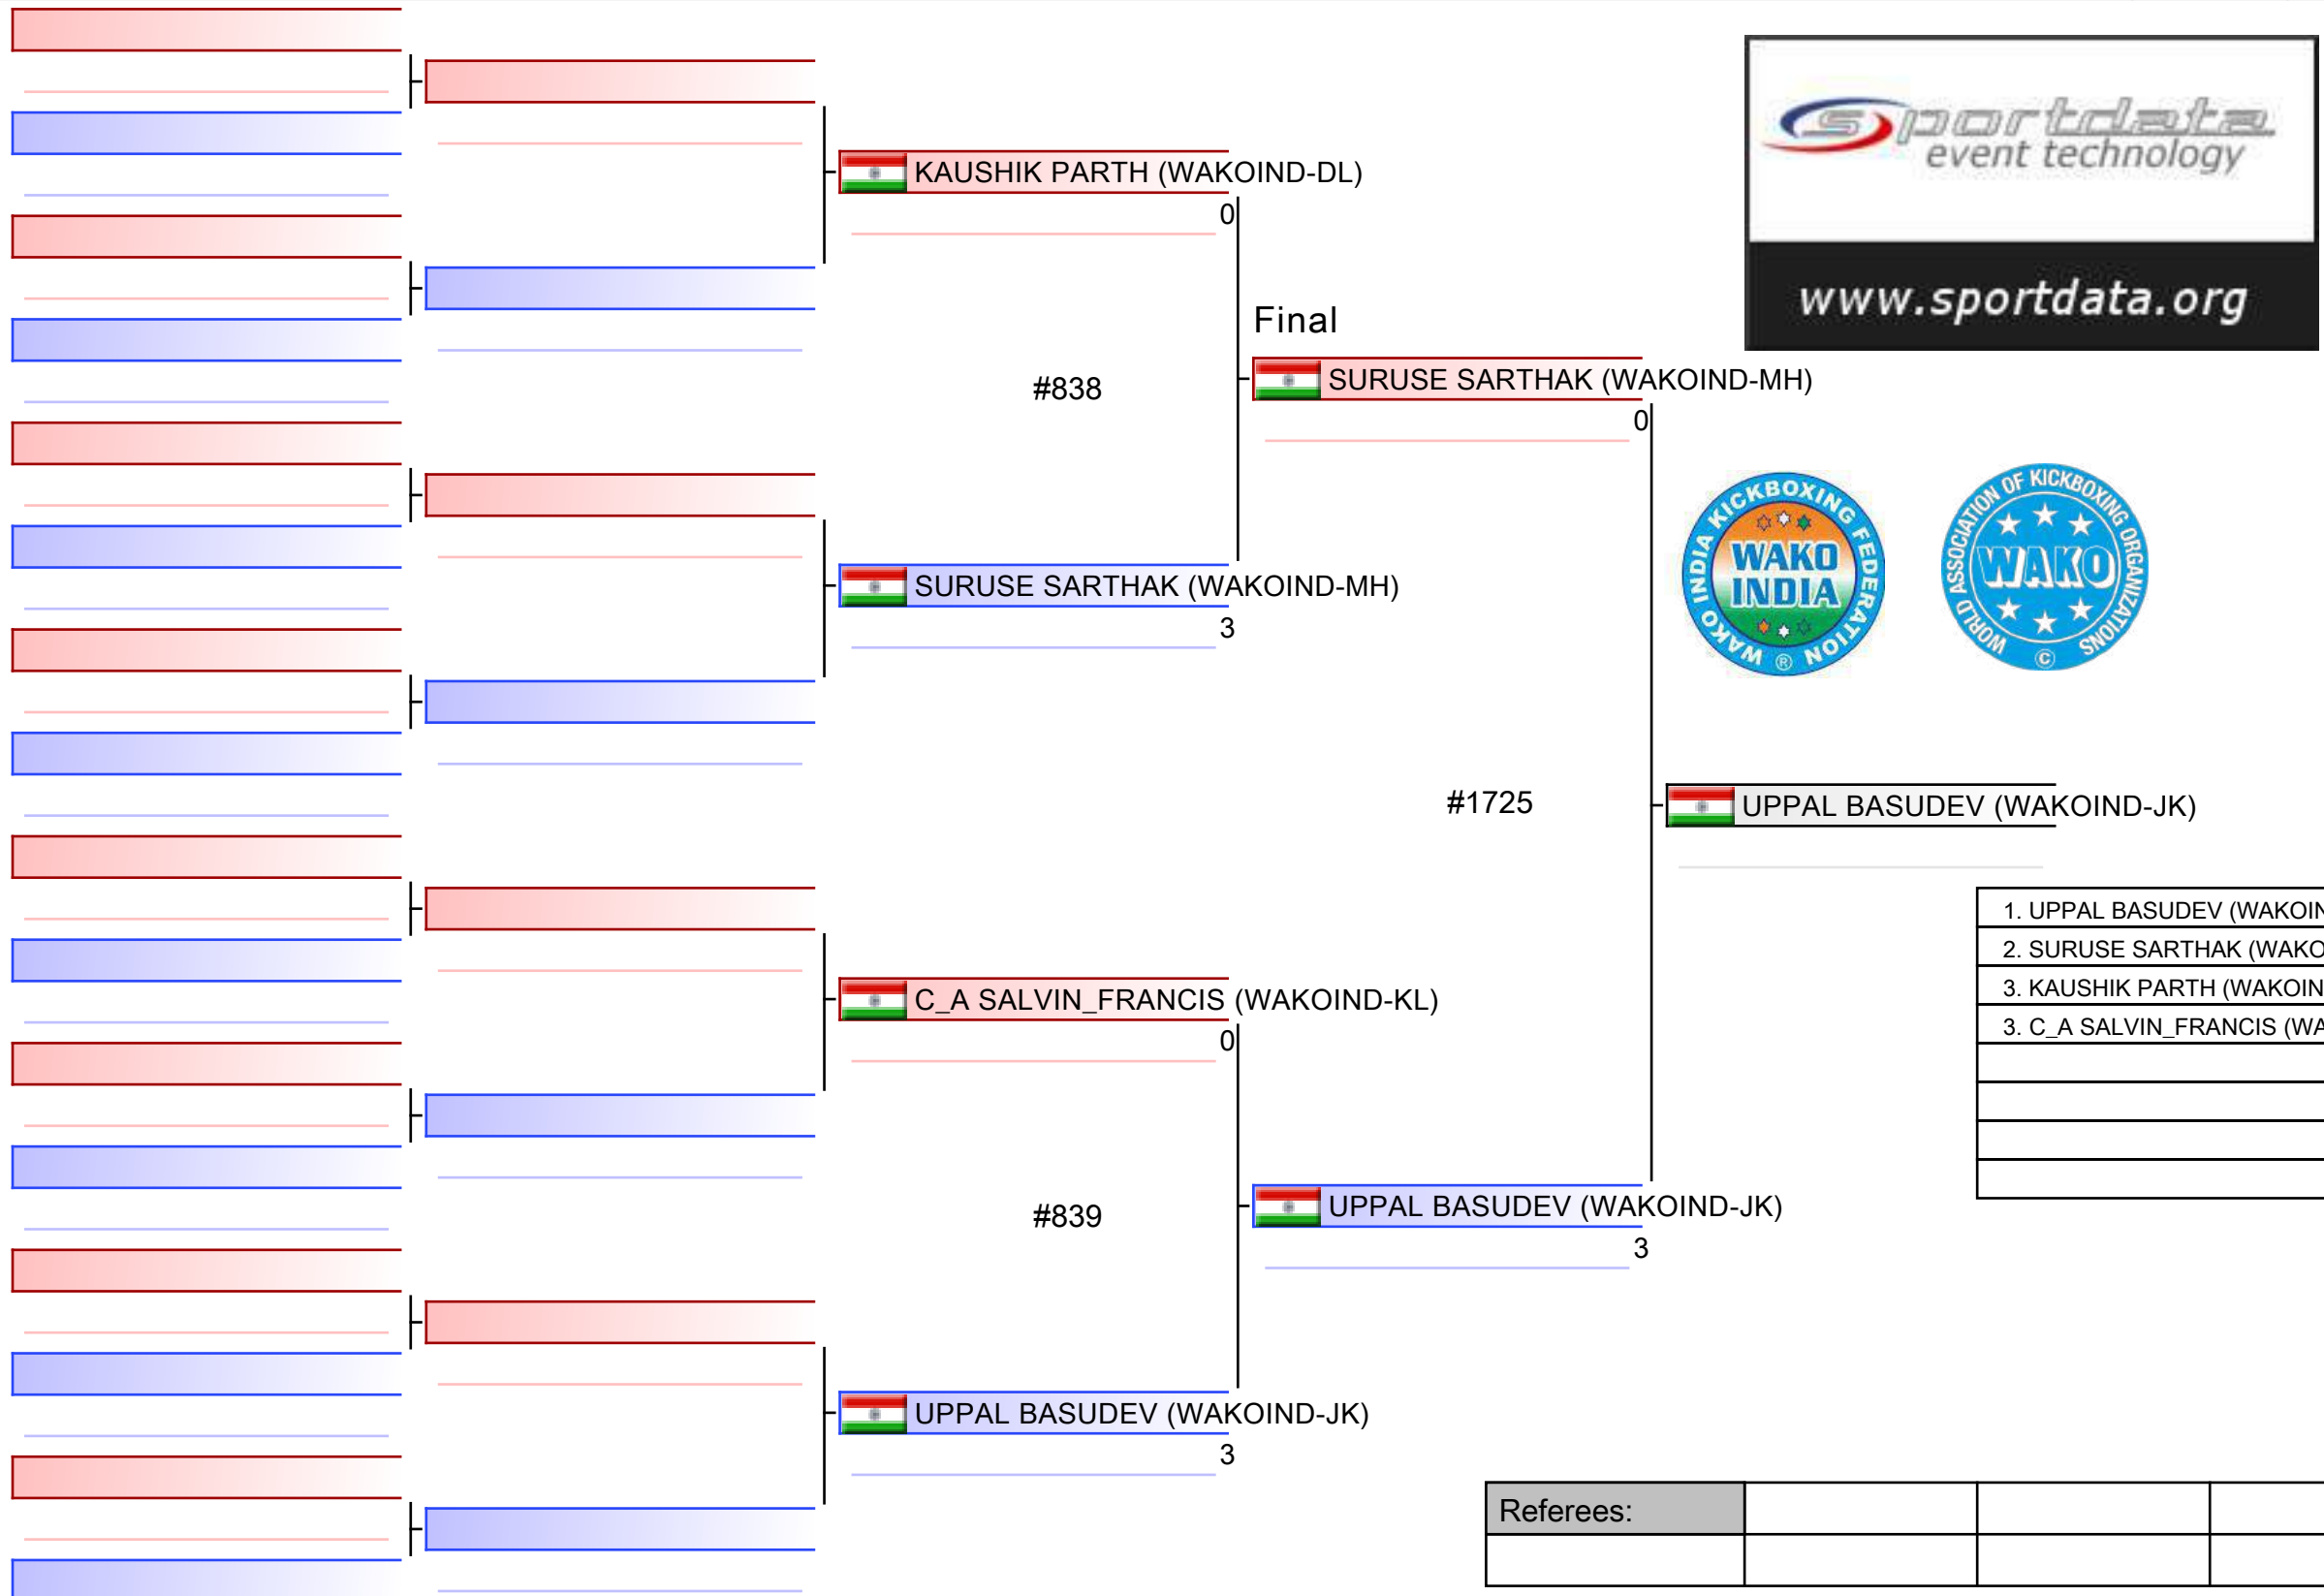 sportdata
event technology
www.sportdata.org
KAUSHIK PARTH (WAKOIND-DL)
0
Final
#838
SURUSE SARTHAK (WAKOIND-MH)
0
WAKO INDIA KICKBOXING FEDERATION
WAKO
INDIA
®
WORLD ASSOCIATION OF KICKBOXING ORGANIZATIONS
WAKO
©
SURUSE SARTHAK (WAKOIND-MH)
3
#1725
UPPAL BASUDEV (WAKOIND-JK)
1. UPPAL BASUDEV (WAKOIN
2. SURUSE SARTHAK (WAKO
3. KAUSHIK PARTH (WAKOIN
3. C_A SALVIN_FRANCIS (WA
C_A SALVIN_FRANCIS (WAKOIND-KL)
0
#839
UPPAL BASUDEV (WAKOIND-JK)
3
UPPAL BASUDEV (WAKOIND-JK)
3
Referees: